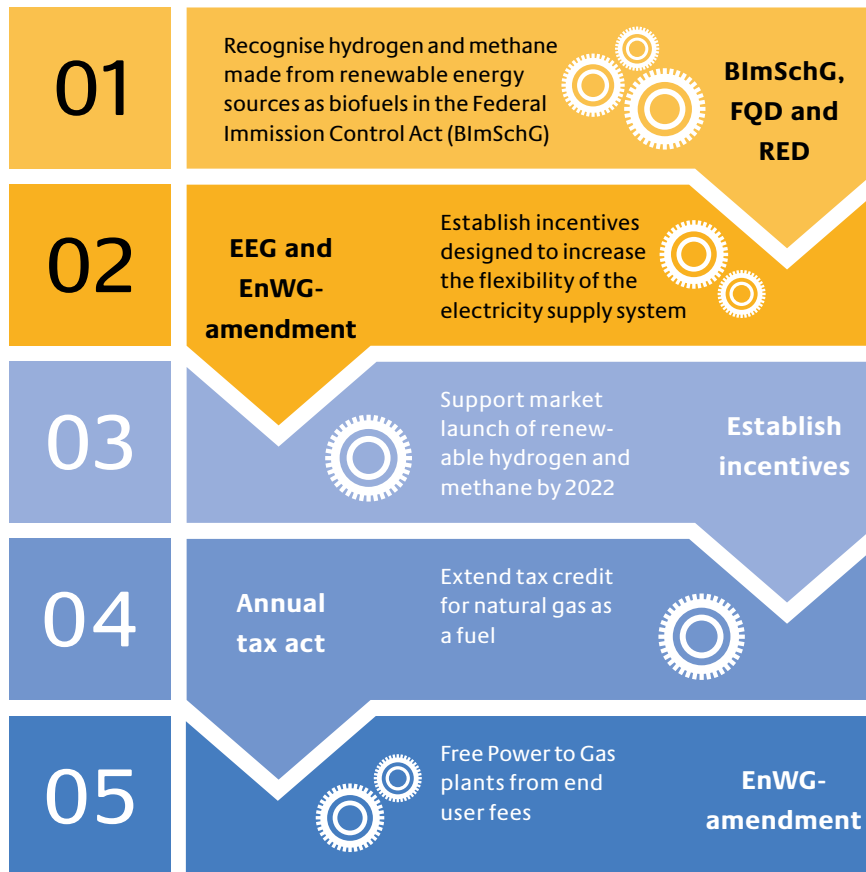 01
Recognise hydrogen and methane
made from renewable energy
sources as biofuels in the Federal
Immission Control Act (BImSchG)
BImSchG,
FQD and
RED
02
EEG and
EnWG-
amendment
Establish incentives
designed to increase
the flexibility of the
electricity supply system
03
Support market
launch of renew-
able hydrogen and
methane by 2022
Establish
incentives
04
Annual
tax act
Extend tax credit
for natural gas as
a fuel
05
Free Power to Gas
plants from end
user fees
EnWG-
amendment